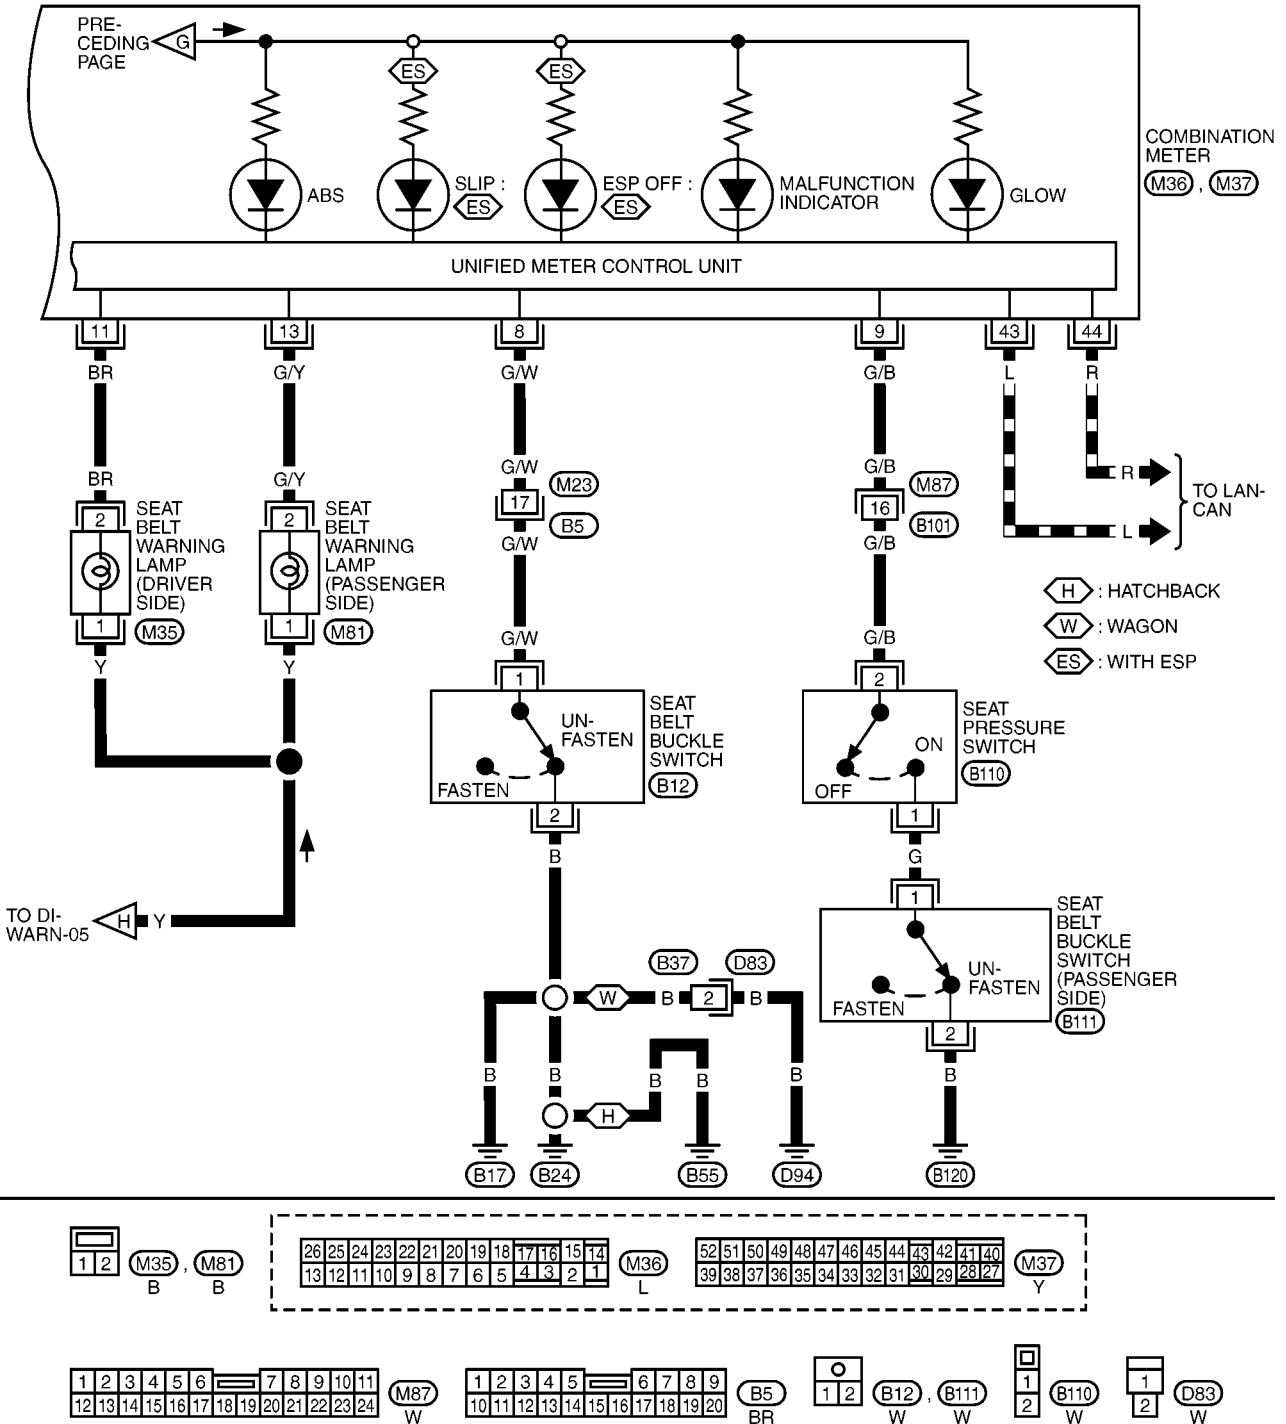 PRE-
CEDING
PAGE
G
ES
ES
ABS
SLIP :
ES
ESP OFF :
ES
MALFUNCTION
INDICATOR
GLOW
COMBINATION
METER
M36 , M37
UNIFIED METER CONTROL UNIT
11 13 8 9 43 44
BR G/Y G/W G/B L R
BR G/Y G/W G/B
R
L
TO LAN-
CAN
17
M23
B5
16
M87
B101
G/W G/B
2
SEAT
BELT
WARNING
LAMP
(DRIVER
SIDE)
1
M35
2
SEAT
BELT
WARNING
LAMP
(PASSENGER
SIDE)
1
M81
H : HATCHBACK
W : WAGON
ES : WITH ESP
Y Y
G/W G/B
1
UN-
FASTEN
FASTEN
2
SEAT
BELT
BUCKLE
SWITCH
B12
2
ON
OFF
1
SEAT
PRESSURE
SWITCH
B110
B
G
TO DI-
WARN-05
H
Y
1
UN-
FASTEN
FASTEN
2
SEAT
BELT
BUCKLE
SWITCH
(PASSENGER
SIDE)
B111
B37 D83
W B 2 B
B B B B B B
H
B17 B24 B55 D94 B120
1 2
M35 , M81
B B
26 25 24 23 22 21 20 19 18 17 16 15 14
13 12 11 10 9 8 7 6 5 4 3 2 1
M36
L
52 51 50 49 48 47 46 45 44 43 42 41 40
39 38 37 36 35 34 33 32 31 30 29 28 27
M37
Y
1 2 3 4 5 6 7 8 9 10 11
12 13 14 15 16 17 18 19 20 21 22 23 24
M87
W
1 2 3 4 5 6 7 8 9
10 11 12 13 14 15 16 17 18 19 20
B5
BR
1 2
B12 , B111
W W
1
2
B110
W
1
2
D83
W